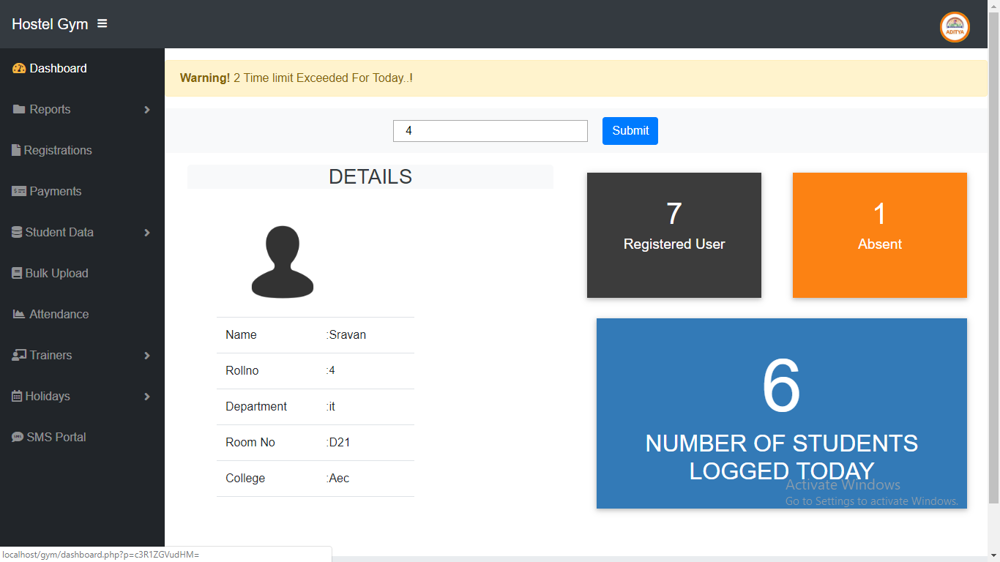 Hostel Gym
ADITYA
Dashboard
Reports
Registrations
Payments
Student Data
Bulk Upload
Attendance
Trainers
Holidays
SMS Portal
Warning! 2 Time limit Exceeded For Today..!
4
Submit
DETAILS
Name :Sravan
Rollno :4
Department :it
Room No :D21
College :Aec
7
Registered User
1
Absent
6
NUMBER OF STUDENTS
LOGGED TODAY
Activate Windows
Go to Settings to activate Windows.
localhost/gym/dashboard.php?p=c3R1ZGVudHM=